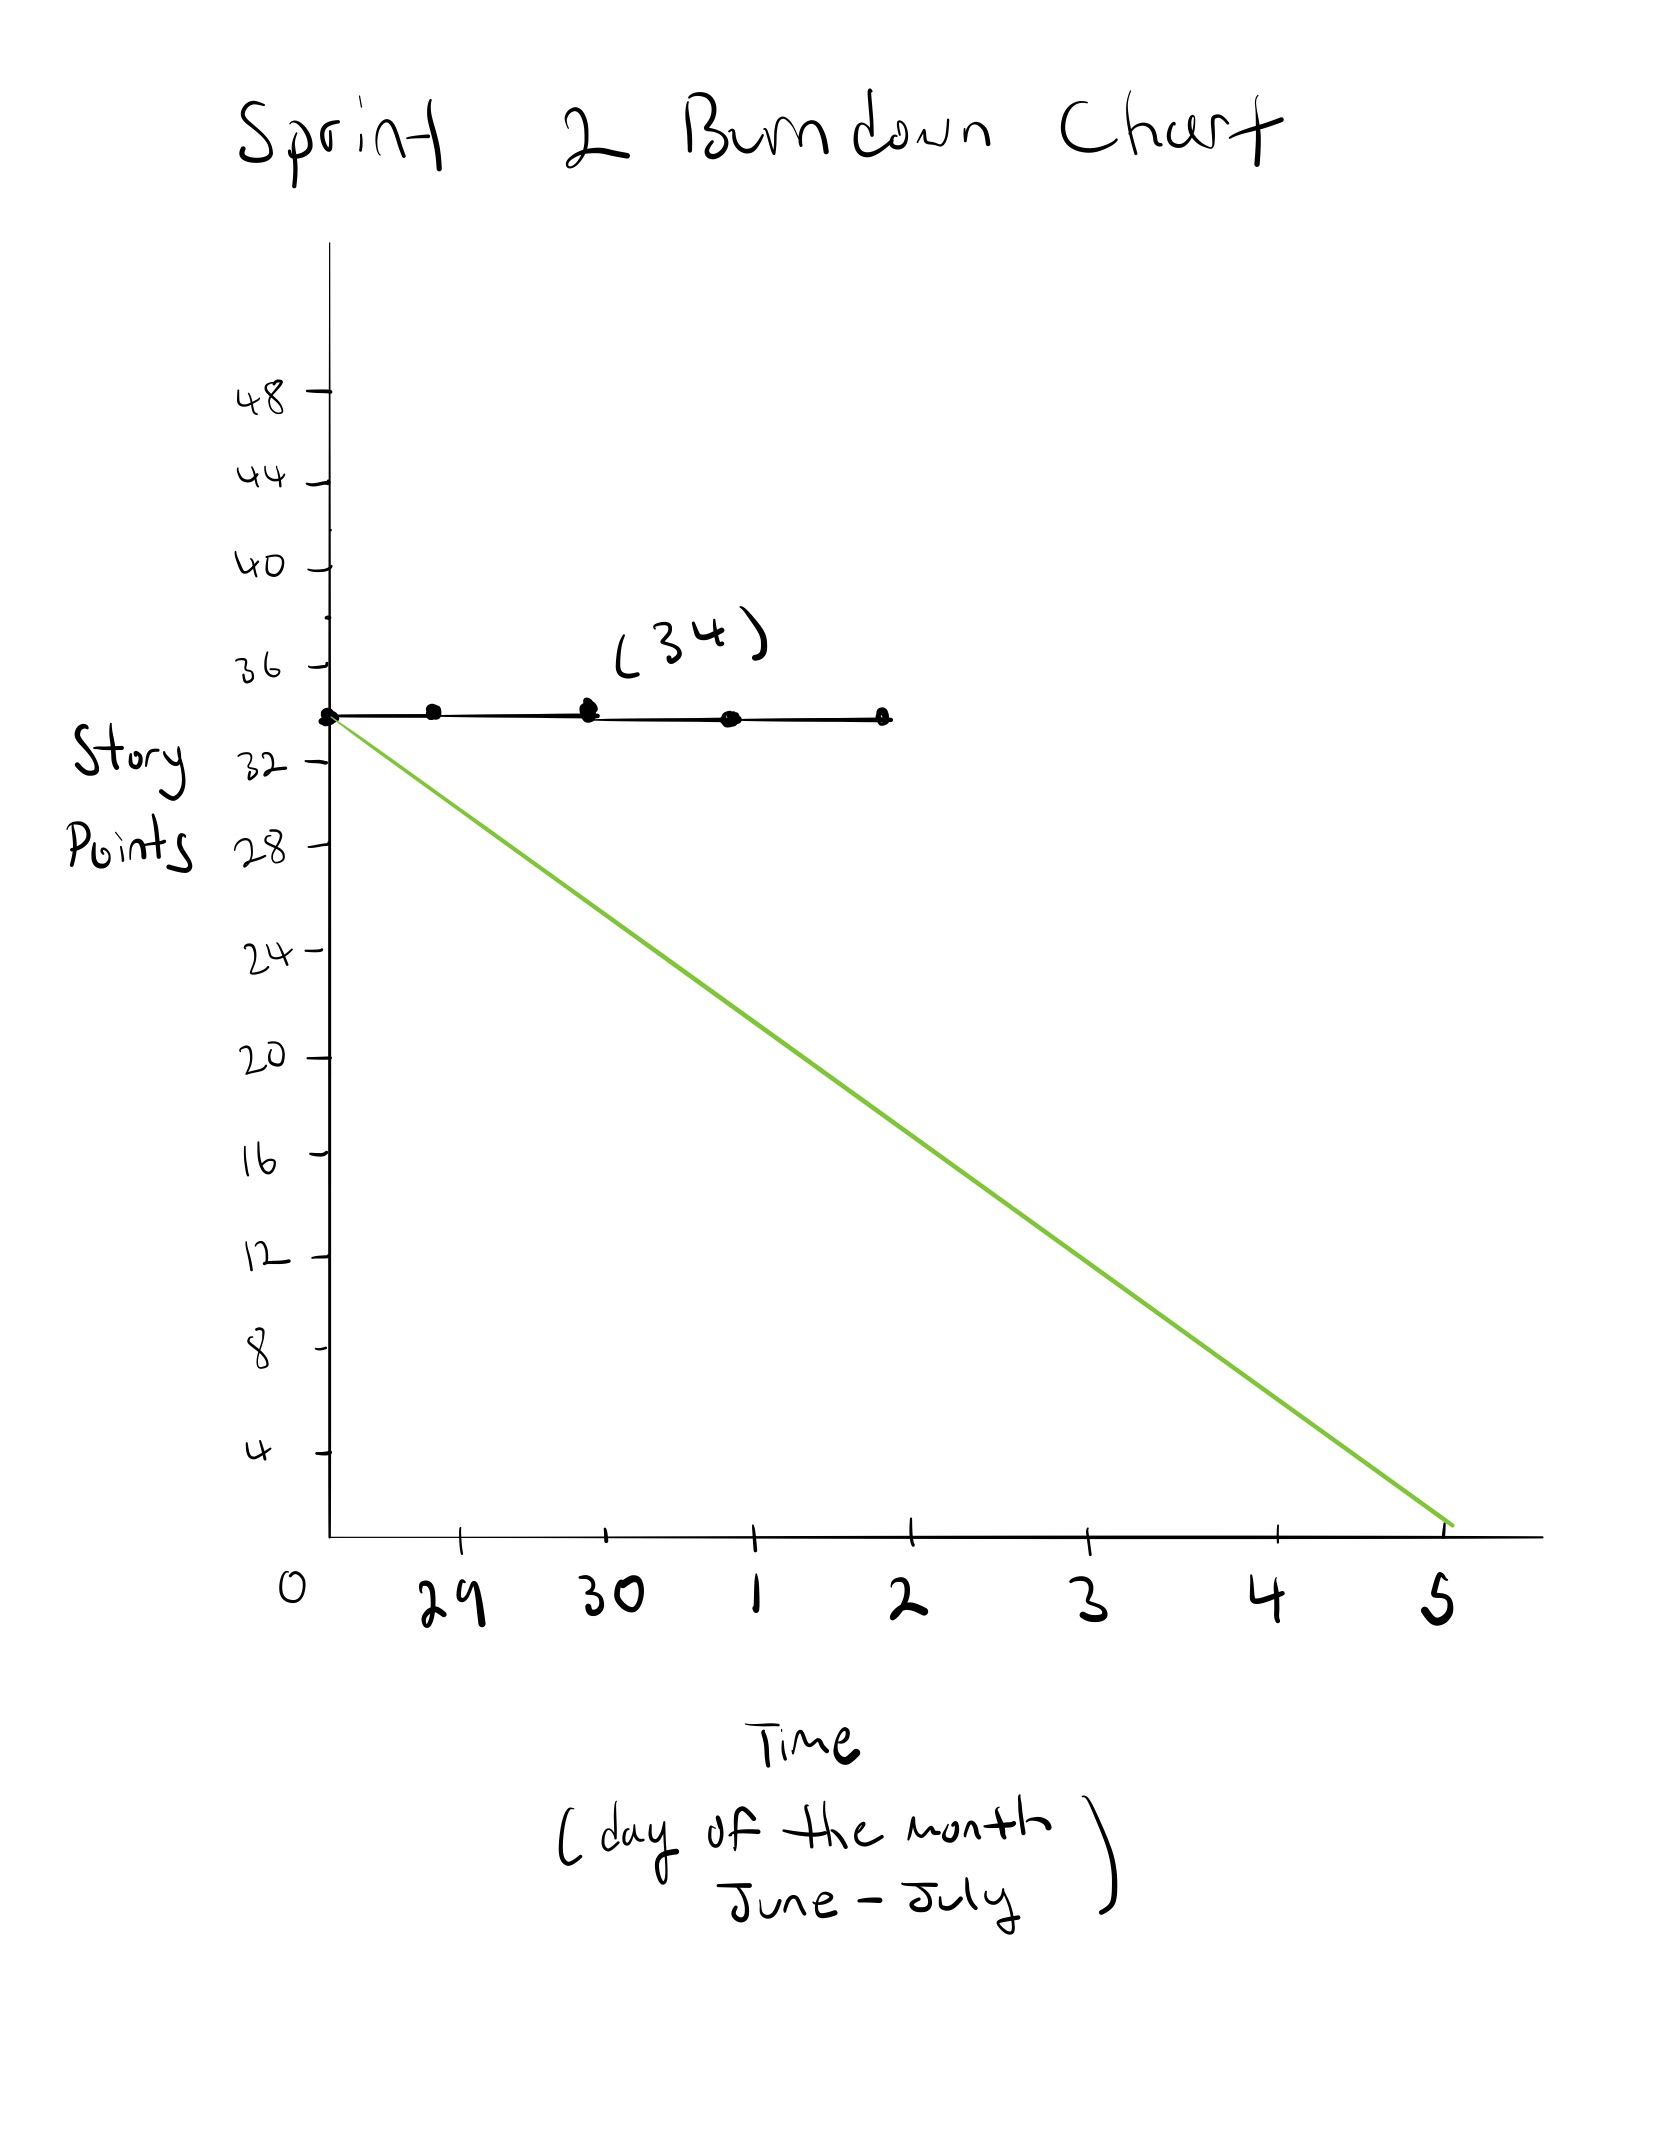 Sprint 2 Burndown Chart
48
44
40
(34)
36
Story
Points
32
28
24
20
16
12
8
4
0 29 30 1 2 3 4 5
Time
(day of the month
June - July)